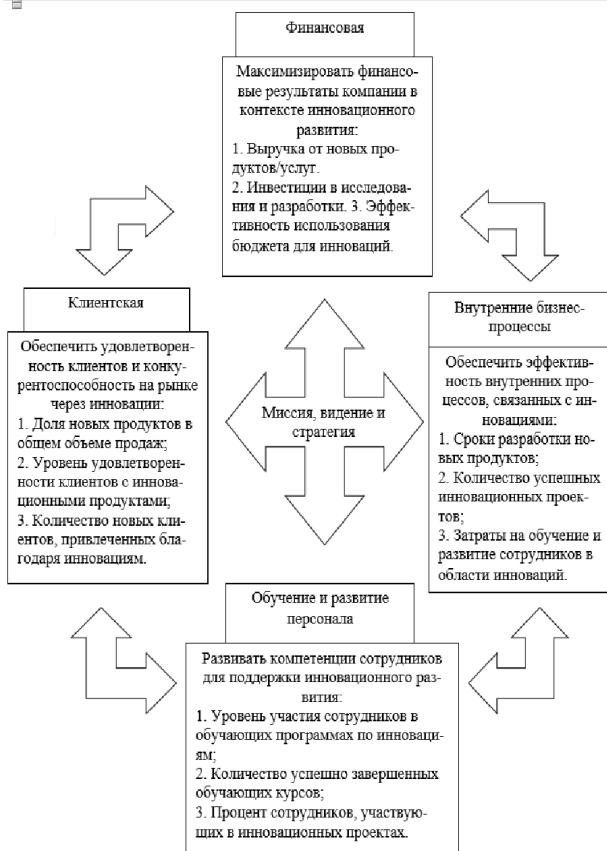 Финансовая
Максимизировать финансо-
вые результаты компании в
контексте инновационного
развития:
1. Выручка от новых про-
дуктов/услуг.
2. Инвестиции в исследова-
ния и разработки. 3. Эффек-
тивность использования
бюджета для инноваций.
Клиентская
Обеспечить удовлетворен-
ность клиентов и конку-
рентоспособность на рынке
через инновации:
1. Доля новых продуктов в
общем объеме продаж;
2. Уровень удовлетворен-
ности клиентов с иннова-
ционными продуктами;
3. Количество новых кли-
ентов, привлеченных бла-
годаря инновациям.
Миссия, видение и
стратегия
Внутренние бизнес-
процессы
Обеспечить эффектив-
ность внутренних про-
цессов, связанных с ин-
новациями:
1. Сроки разработки но-
вых продуктов;
2. Количество успешных
инновационных проек-
тов;
3. Затраты на обучение и
развитие сотрудников в
области инноваций.
Обучение и развитие
персонала
Развивать компетенции сотрудников
для поддержки инновационного раз-
вития:
1. Уровень участия сотрудников в
обучающих программах по инноваци-
ям;
2. Количество успешно завершенных
обучающих курсов;
3. Процент сотрудников, участвую-
щих в инновационных проектах.